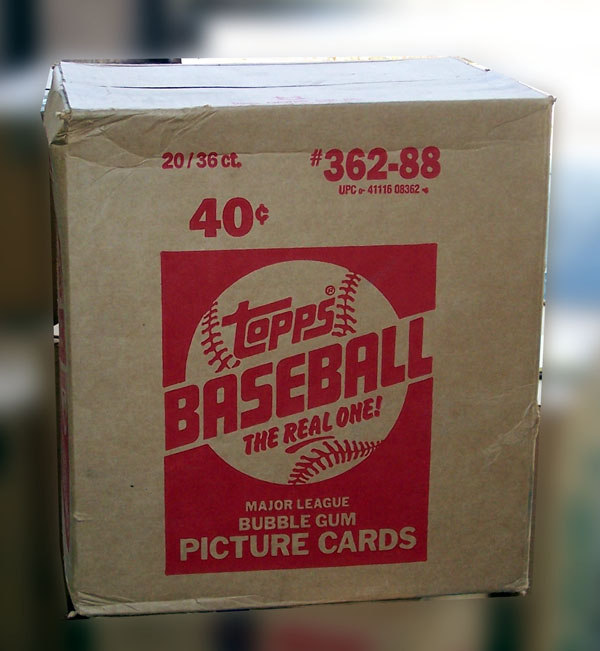 20/36 ct. #362-88
UPC 41116 08362
40¢
topps®
BASEBALL
THE REAL ONE!
MAJOR LEAGUE
BUBBLE GUM
PICTURE CARDS